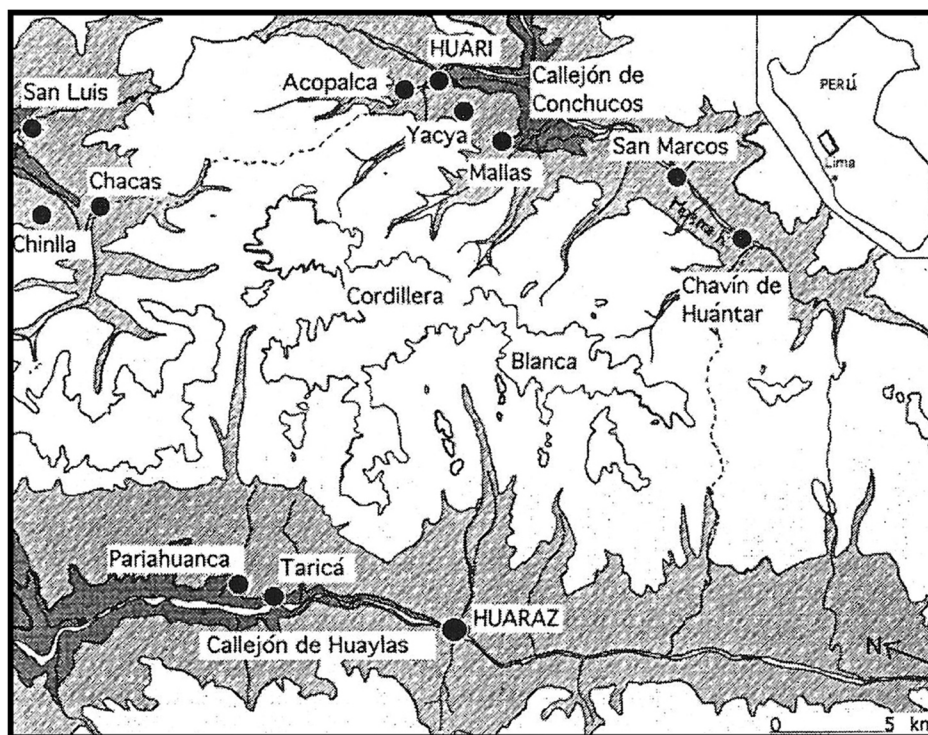 HUARI
Acopalca
Callejón de
Conchucos
PERÚ
San Luis
Yacya
San Marcos
Lima
Mallas
Chacas
Chinlla
Chavín de
Huántar
Cordillera
Blanca
Pariahuanca
Taricá
HUARAZ
Callejón de Huaylas
N
0 5 km